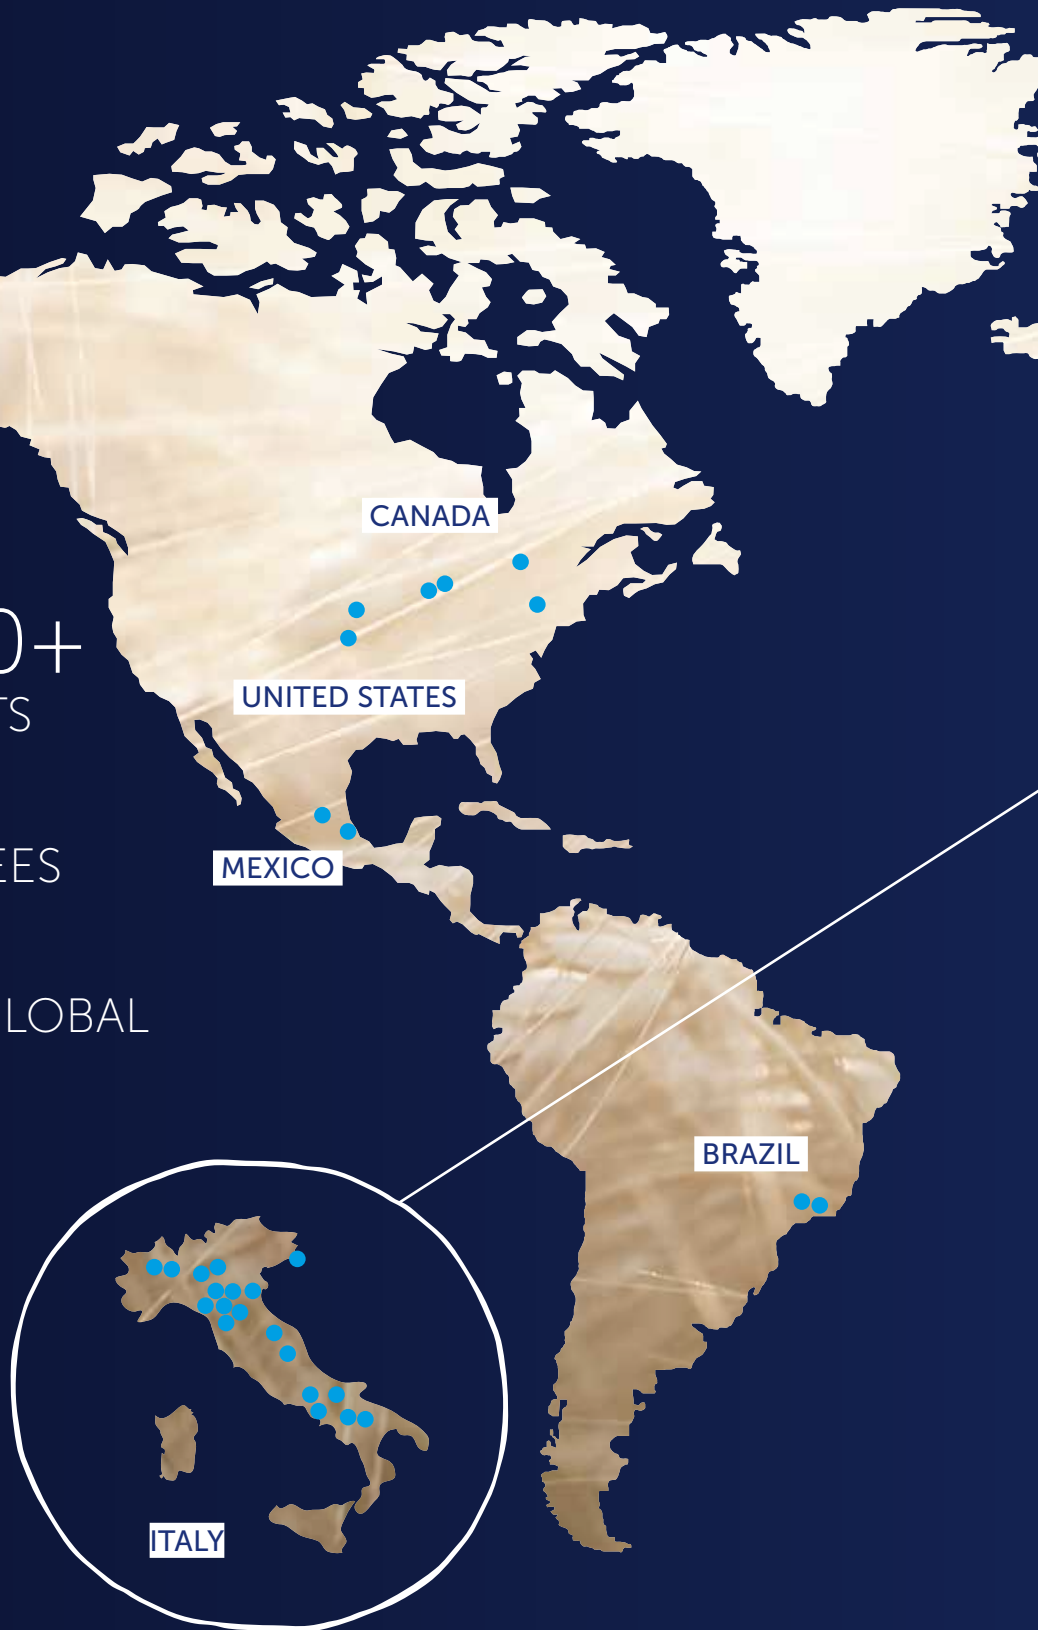 CANADA
0+
UNITED STATES
TS
MEXICO
EES
LOBAL
BRAZIL
ITALY